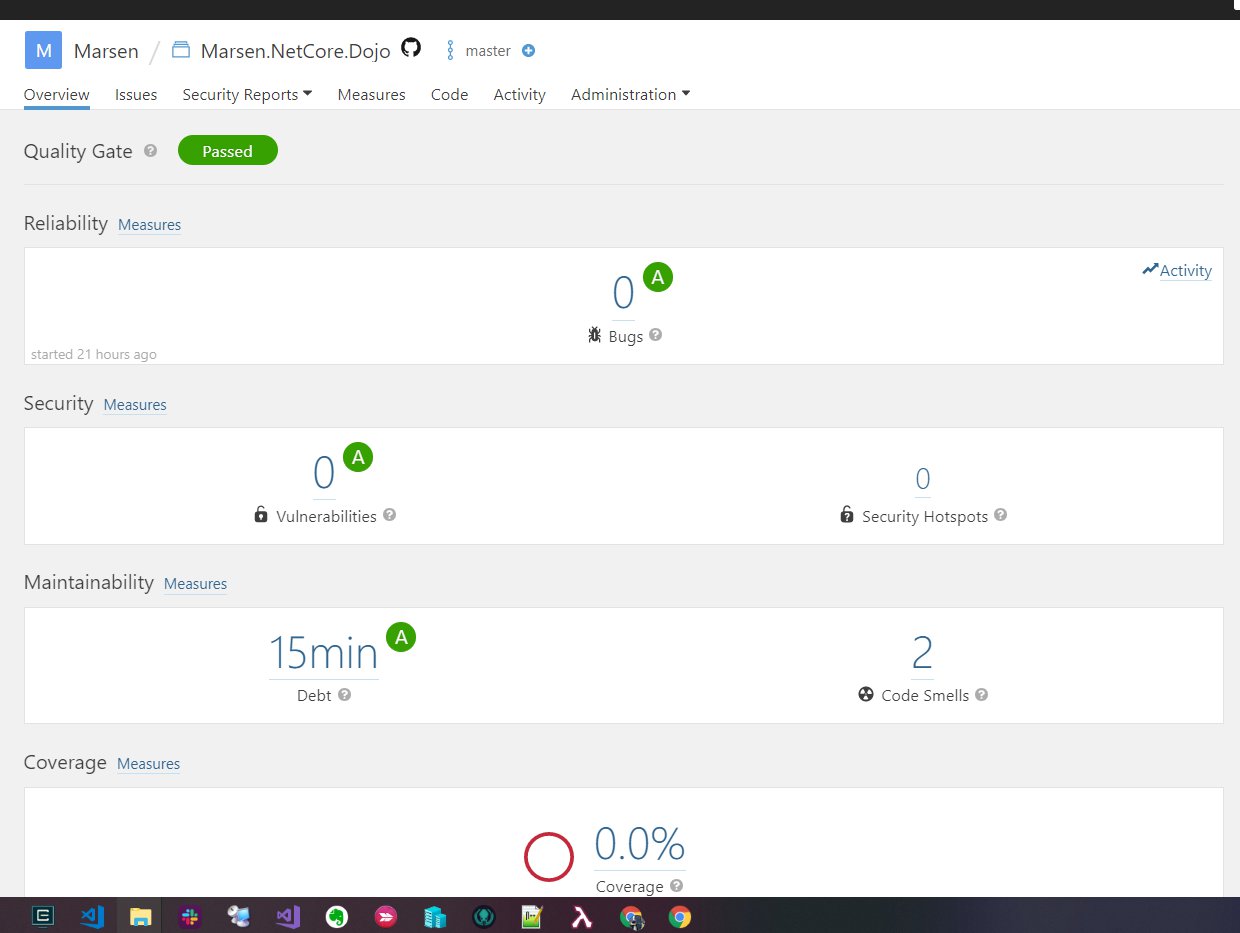 M Marsen / Marsen.NetCore.Dojo master
Overview Issues Security Reports Measures Code Activity Administration
Quality Gate ? Passed
Reliability Measures
0 A
Activity
Bugs ?
started 21 hours ago
Security Measures
0 A
Vulnerabilities ?
0
Security Hotspots ?
Maintainability Measures
15min A
Debt ?
2
Code Smells ?
Coverage Measures
0.0%
Coverage ?